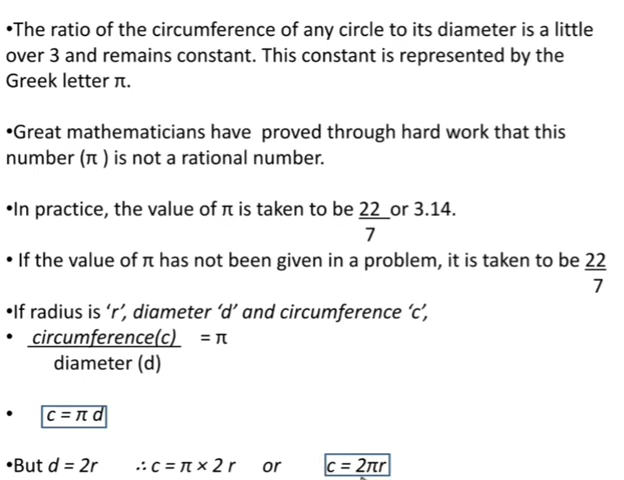 •The ratio of the circumference of any circle to its diameter is a little
over 3 and remains constant. This constant is represented by the
Greek letter π.
•Great mathematicians have proved through hard work that this
number (π ) is not a rational number.
•In practice, the value of π is taken to be 22 or 3.14.
7
• If the value of π has not been given in a problem, it is taken to be 22
7
•If radius is ‘r’, diameter ‘d’ and circumference ‘c’,
• circumference(c) = π
diameter (d)
• c = π d
•But d = 2r ∴ c = π × 2 r or c = 2πr